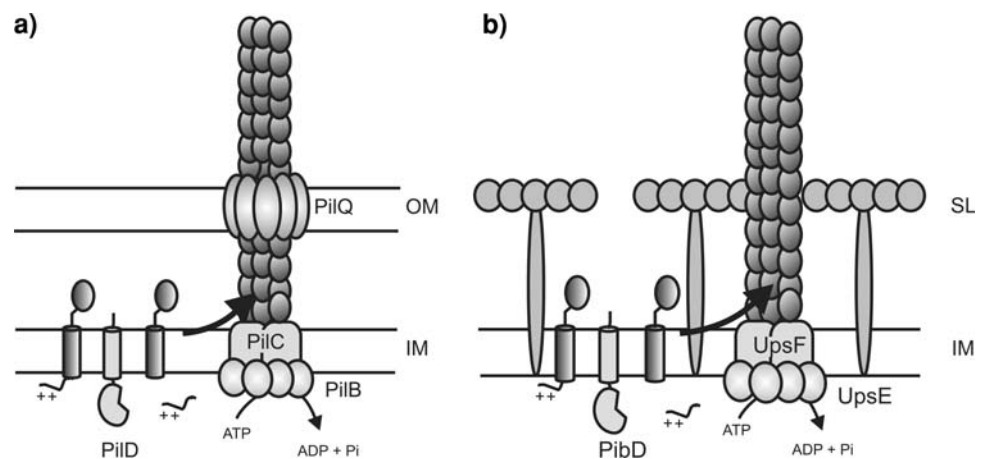 a)
PilQ
OM
PilC
IM
PilB
++
++
PilD
ATP
ADP + Pi
b)
SL
UpsF
IM
UpsE
++
++
PibD
ATP
ADP + Pi